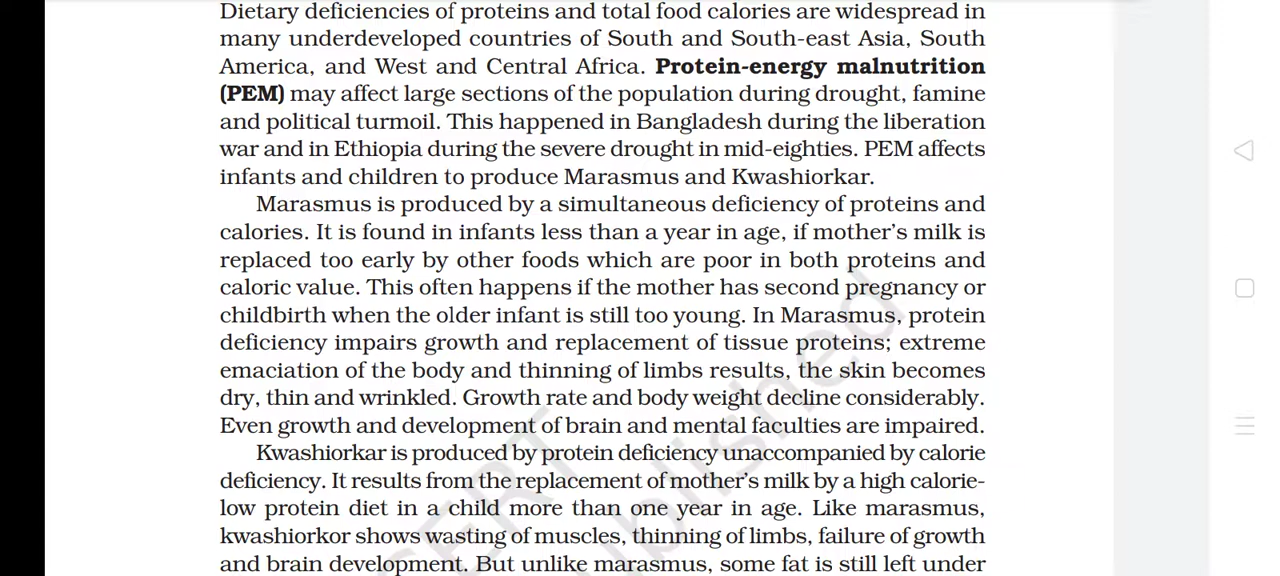 Dietary deficiencies of proteins and total food calories are widespread in
many underdeveloped countries of South and South-east Asia, South
America, and West and Central Africa. Protein-energy malnutrition
(PEM) may affect large sections of the population during drought, famine
and political turmoil. This happened in Bangladesh during the liberation
war and in Ethiopia during the severe drought in mid-eighties. PEM affects
infants and children to produce Marasmus and Kwashiorkar.
Marasmus is produced by a simultaneous deficiency of proteins and
calories. It is found in infants less than a year in age, if mother's milk is
replaced too early by other foods which are poor in both proteins and
caloric value. This often happens if the mother has second pregnancy or
childbirth when the older infant is still too young. In Marasmus, protein
deficiency impairs growth and replacement of tissue proteins; extreme
emaciation of the body and thinning of limbs results, the skin becomes
dry, thin and wrinkled. Growth rate and body weight decline considerably.
Even growth and development of brain and mental faculties are impaired.
Kwashiorkar is produced by protein deficiency unaccompanied by calorie
deficiency. It results from the replacement of mother's milk by a high calorie-
low protein diet in a child more than one year in age. Like marasmus,
kwashiorkor shows wasting of muscles, thinning of limbs, failure of growth
and brain development. But unlike marasmus, some fat is still left under